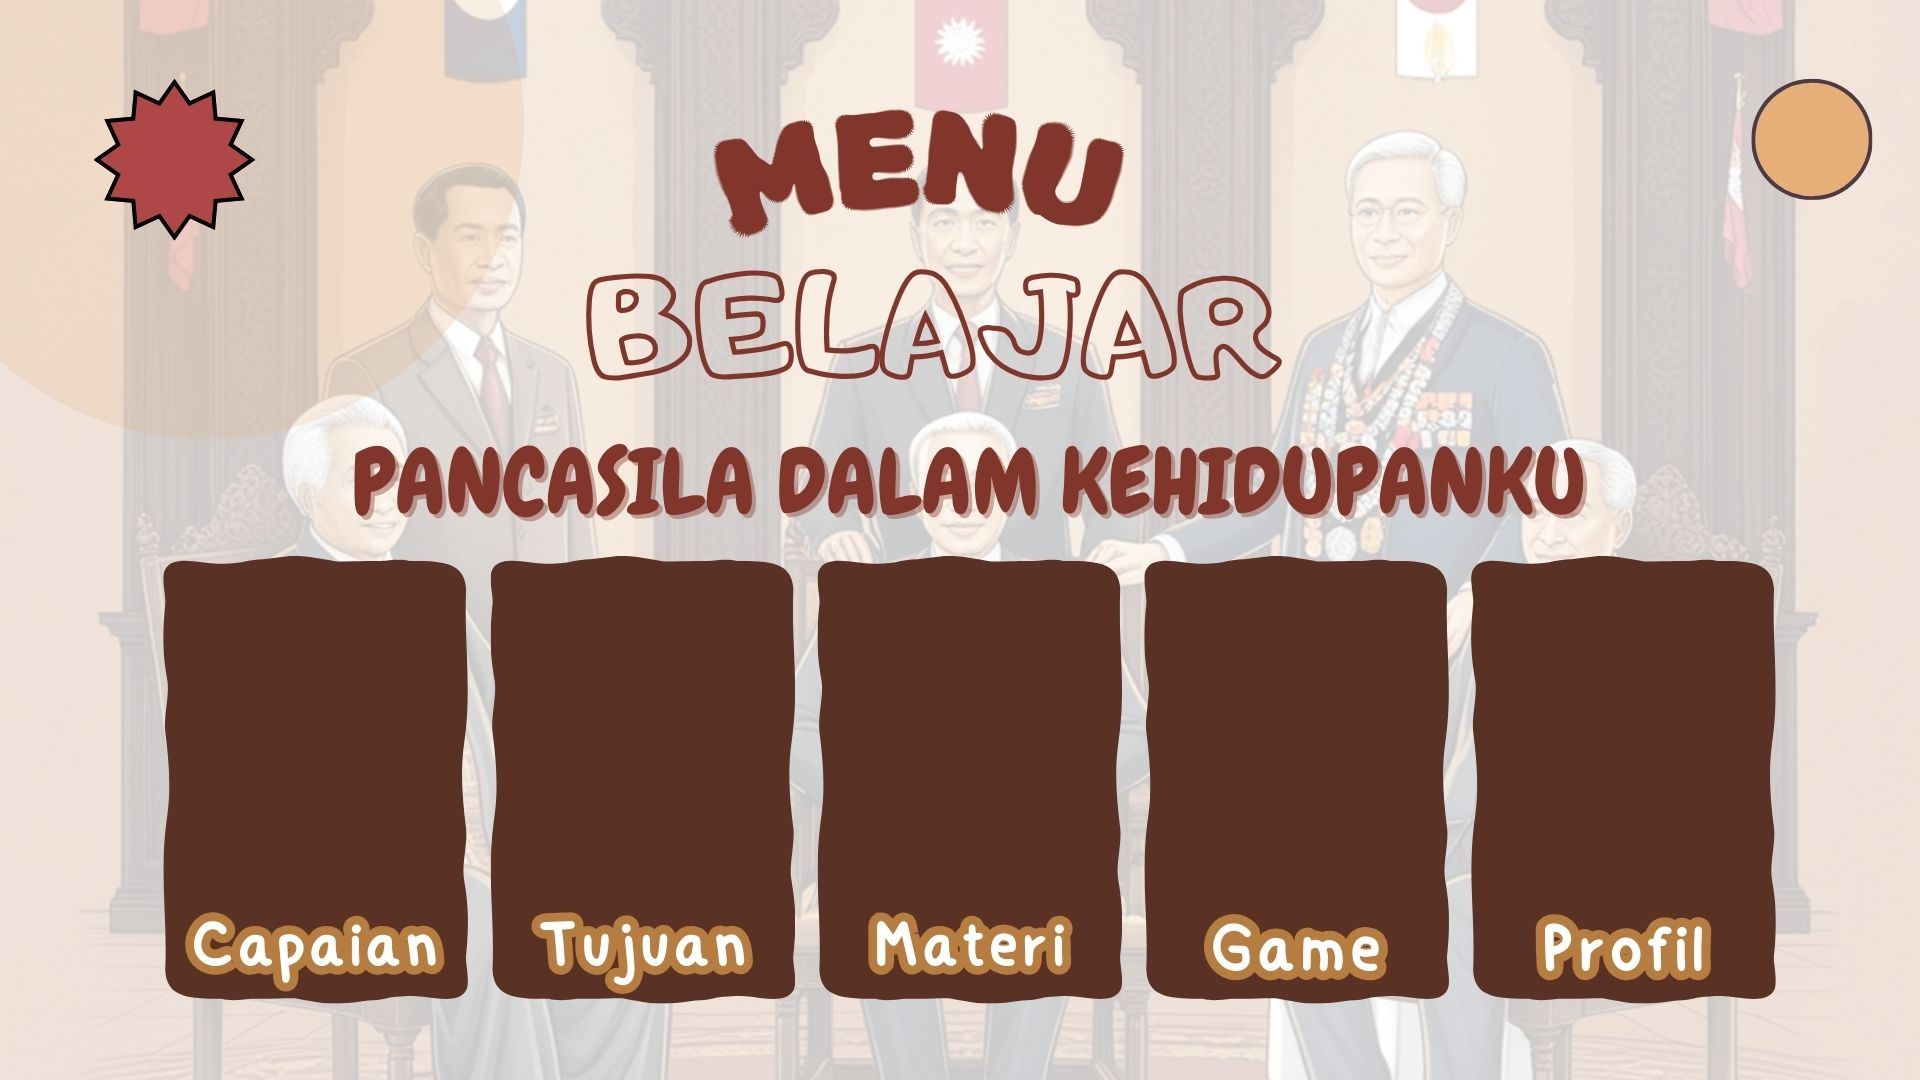 MENU
BELAJAR
PANCASILA DALAM KEHIDUPANKU
Capaian
Tujuan
Materi
Game
Profil